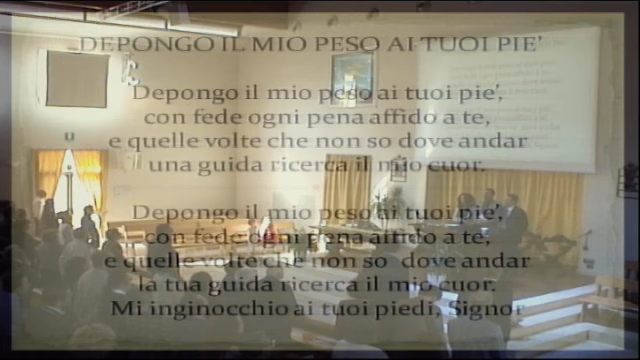 DEPONGO IL MIO PESO AI TUOI PIE'
Depongo il mio peso ai tuoi pie',
con fede ogni pena affido a te,
e quelle volte che non so dove andar
una guida ricerca il mio cuor.
Depongo il mio peso ai tuoi pie',
con fede ogni pena affido a te,
e quelle volte che non so dove andar
la tua guida ricerca il mio cuor.
Mi inginocchio ai tuoi piedi, Signor